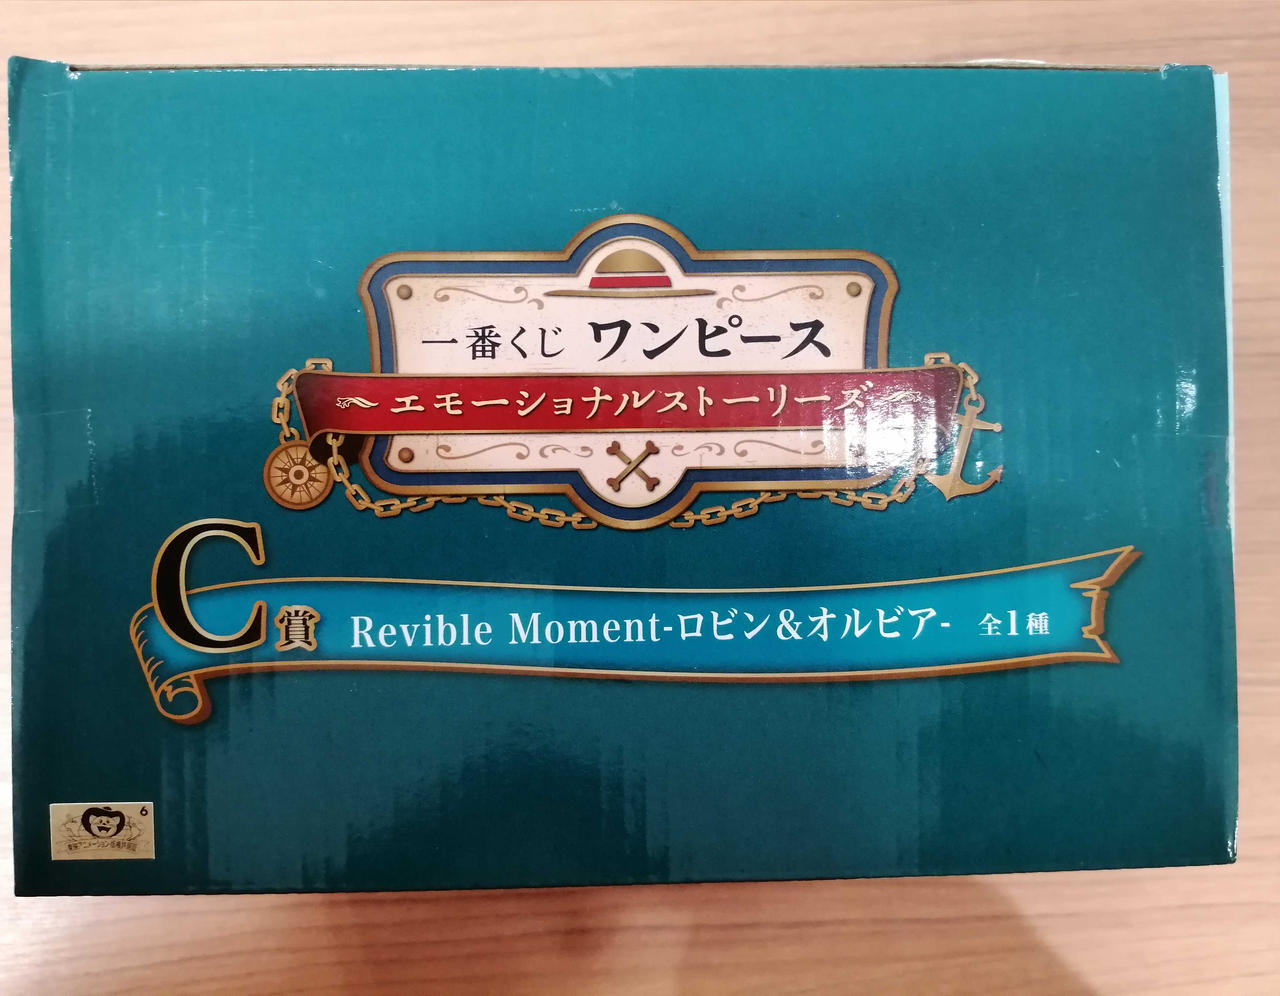 一番くじ ワンピース
～エモーショナルストーリーズ～
C賞 Revible Moment-ロビン&オルビア- 全1種
6